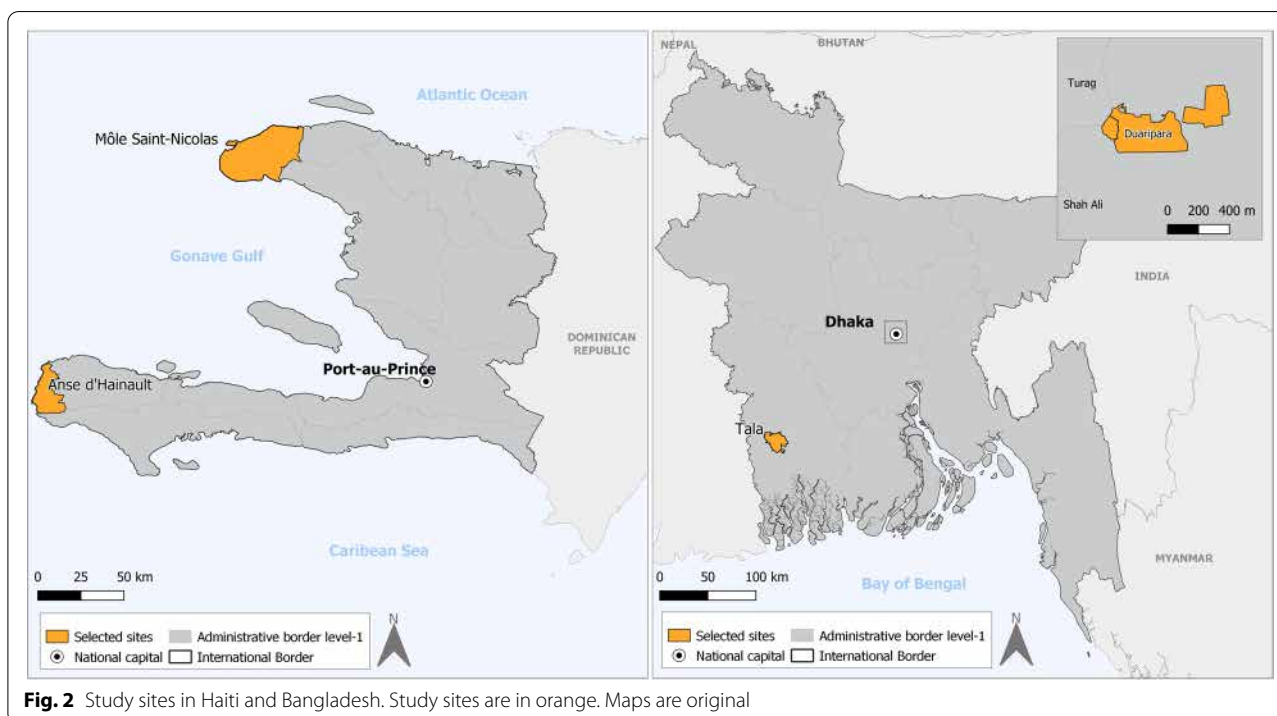 Atlantic Ocean
Môle Saint-Nicolas
Gonave Gulf
DOMINICAN
REPUBLIC
Port-au-Prince
Anse d'Hainault
Caribean Sea
0 25 50 km
N
Selected sites
Administrative border level-1
National capital
International Border
NEPAL
BHUTAN
Turag
Duaripara
Shah Ali
0 200 400 m
INDIA
Dhaka
Tala
MYANMAR
0 50 100 km
Bay of Bengal
N
Selected sites
Administrative border level-1
National capital
International Border
Fig. 2 Study sites in Haiti and Bangladesh. Study sites are in orange. Maps are original